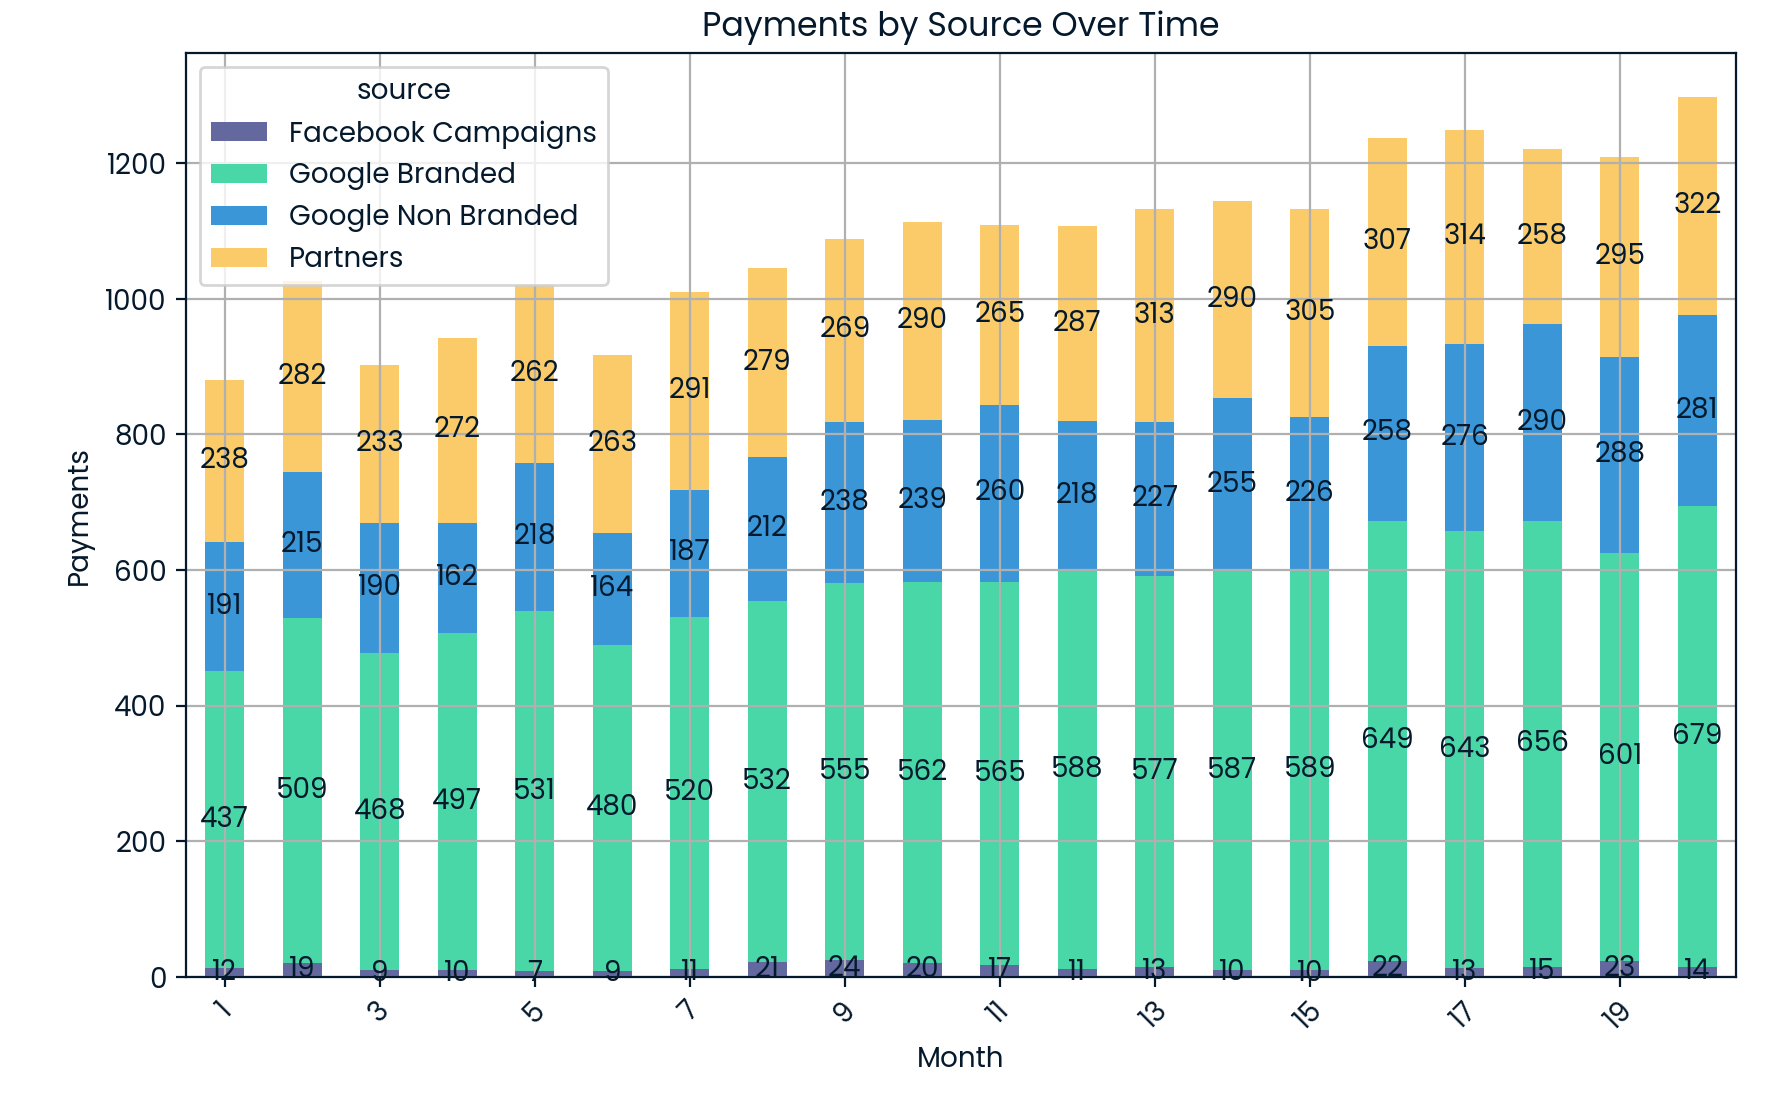 Payments by Source Over Time
source
Facebook Campaigns
Google Branded
Google Non Branded
Partners
Payments
1200
1000
800
600
400
200
0
238 282 233 272 262 263 291 279 269 290 265 287 313 290 305 307 314 258 295 322
191 215 190 162 218 164 187 212 238 239 260 218 227 255 226 258 276 290 288 281
437 509 468 497 531 480 520 532 555 562 565 588 577 587 589 649 643 656 601 679
12 19 9 10 7 9 11 21 24 20 17 11 13 10 10 22 13 15 23 14
1 3 5 7 9 11 13 15 17 19
Month